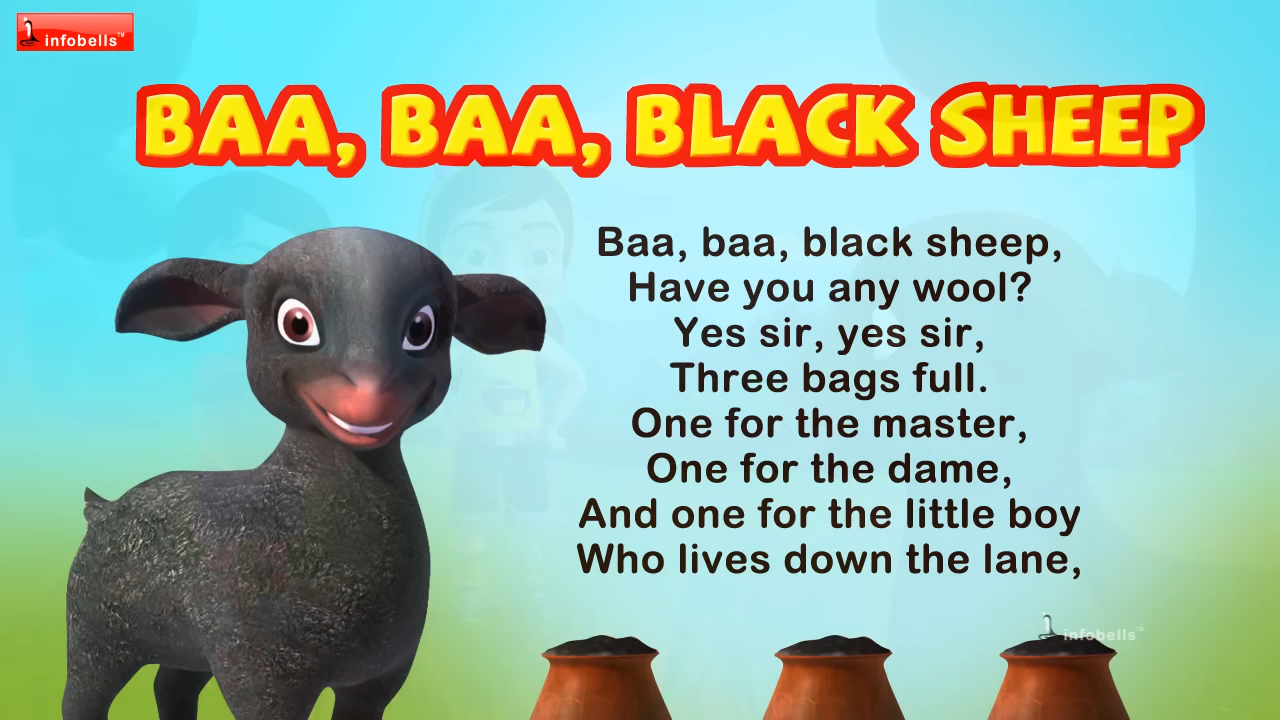 infobells™
BAA, BAA, BLACK SHEEP
Baa, baa, black sheep,
Have you any wool?
Yes sir, yes sir,
Three bags full.
One for the master,
One for the dame,
And one for the little boy
Who lives down the lane,
infobells™